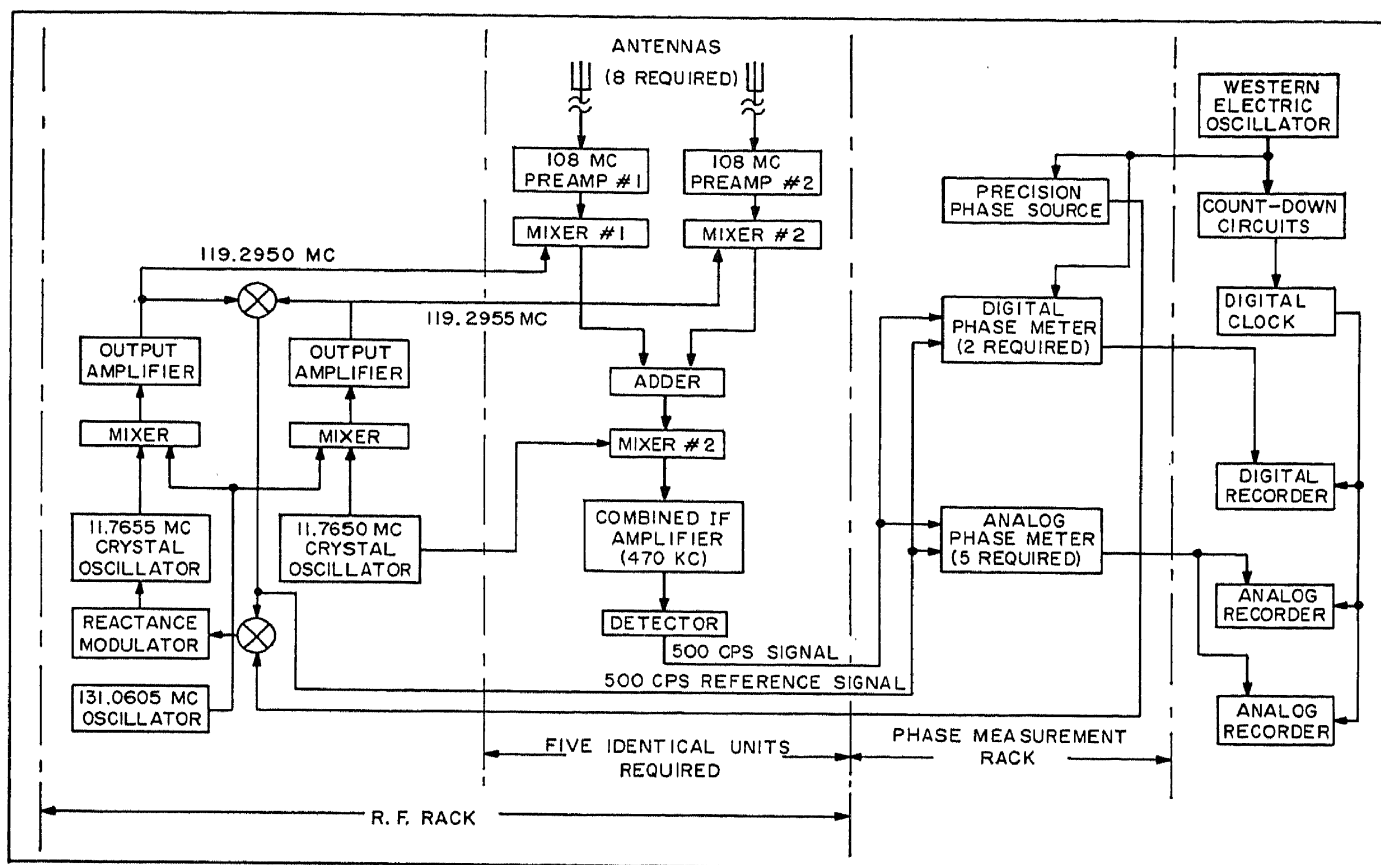 ANTENNAS
(8 REQUIRED)
WESTERN
ELECTRIC
OSCILLATOR
108 MC
PREAMP #1
108 MC
PREAMP #2
PRECISION
PHASE SOURCE
COUNT-DOWN
CIRCUITS
MIXER #1
MIXER #2
119.2950 MC
119.2955 MC
DIGITAL
PHASE METER
(2 REQUIRED)
DIGITAL
CLOCK
OUTPUT
AMPLIFIER
OUTPUT
AMPLIFIER
ADDER
MIXER
MIXER
MIXER #2
DIGITAL
RECORDER
11.7655 MC
CRYSTAL
OSCILLATOR
11.7650 MC
CRYSTAL
OSCILLATOR
COMBINED IF
AMPLIFIER
(470 KC)
ANALOG
PHASE METER
(5 REQUIRED)
ANALOG
RECORDER
REACTANCE
MODULATOR
DETECTOR
500 CPS SIGNAL
500 CPS REFERENCE SIGNAL
131.0605 MC
OSCILLATOR
ANALOG
RECORDER
FIVE IDENTICAL UNITS
REQUIRED
PHASE MEASUREMENT
RACK
R.F. RACK